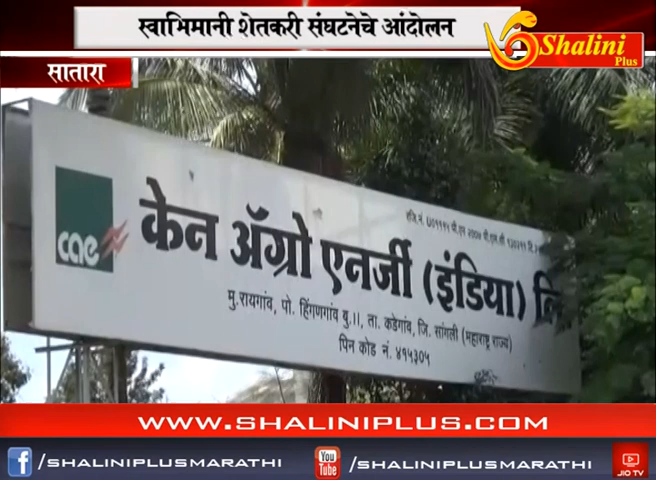 स्वाभिमानी शेतकरी संघटनेचे आंदोलन
Shalini
Plus
सातारा
cae
केन ॲग्रो एनर्जी (इंडिया) लि
मु.रायगांव, पो. हिंगणगांव बु.॥, ता. कडेगांव, जि. सांगली (महाराष्ट्र राज्य)
पिन कोड नं. ४१५३०५
WWW.SHALINIPLUS.COM
f /SHALINIPLUSMARATHI
You Tube /SHALINIPLUSMARATHI
JIO TV